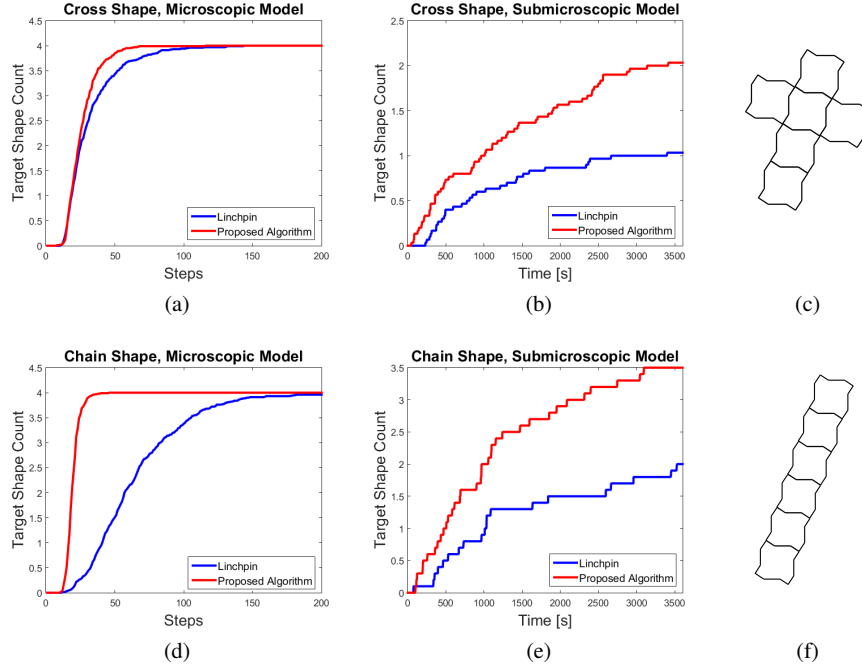 Cross Shape, Microscopic Model
Cross Shape, Submicroscopic Model
Target Shape Count
4.5
4
3.5
3
2.5
2
1.5
1
0.5
0
0
50
100
150
200
Steps
Linchpin
Proposed Algorithm
Target Shape Count
2.5
2
1.5
1
0.5
0
0
500
1000
1500
2000
2500
3000
3500
Time [s]
Linchpin
Proposed Algorithm
(a)
(b)
(c)
Chain Shape, Microscopic Model
Chain Shape, Submicroscopic Model
Target Shape Count
4.5
4
3.5
3
2.5
2
1.5
1
0.5
0
0
50
100
150
200
Steps
Linchpin
Proposed Algorithm
Target Shape Count
3.5
3
2.5
2
1.5
1
0.5
0
0
500
1000
1500
2000
2500
3000
3500
Time [s]
Linchpin
Proposed Algorithm
(d)
(e)
(f)